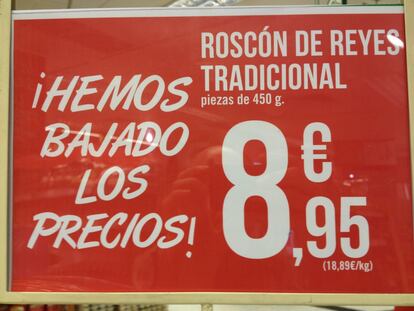 ¡HEMOS
BAJADO
LOS
PRECIOS!
ROSCÓN DE REYES
TRADICIONAL
piezas de 450 g.
8,95 €
(18,89€/kg)